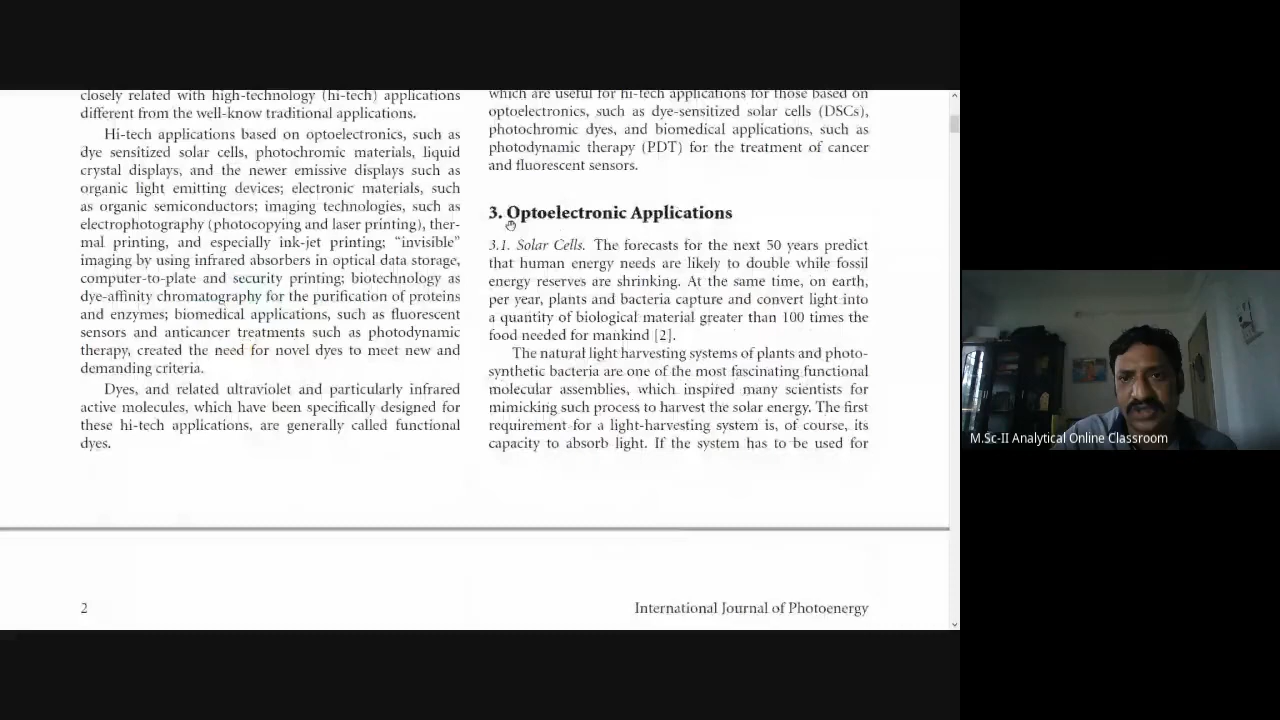 closely related with high-technology (hi-tech) applications
different from the well-know traditional applications.
Hi-tech applications based on optoelectronics, such as
dye sensitized solar cells, photochromic materials, liquid
crystal displays, and the newer emissive displays such as
organic light emitting devices; electronic materials, such
as organic semiconductors; imaging technologies, such as
electrophotography (photocopying and laser printing), ther-
mal printing, and especially ink-jet printing; “invisible”
imaging by using infrared absorbers in optical data storage,
computer-to-plate and security printing; biotechnology as
dye-affinity chromatography for the purification of proteins
and enzymes; biomedical applications, such as fluorescent
sensors and anticancer treatments such as photodynamic
therapy, created the need for novel dyes to meet new and
demanding criteria.
Dyes, and related ultraviolet and particularly infrared
active molecules, which have been specifically designed for
these hi-tech applications, are generally called functional
dyes.
which are useful for hi-tech applications for those based on
optoelectronics, such as dye-sensitized solar cells (DSCs),
photochromic dyes, and biomedical applications, such as
photodynamic therapy (PDT) for the treatment of cancer
and fluorescent sensors.
3. Optoelectronic Applications
3.1. Solar Cells. The forecasts for the next 50 years predict
that human energy needs are likely to double while fossil
energy reserves are shrinking. At the same time, on earth,
per year, plants and bacteria capture and convert light into
a quantity of biological material greater than 100 times the
food needed for mankind [2].
The natural light harvesting systems of plants and photo-
synthetic bacteria are one of the most fascinating functional
molecular assemblies, which inspired many scientists for
mimicking such process to harvest the solar energy. The first
requirement for a light-harvesting system is, of course, its
capacity to absorb light. If the system has to be used for
2
International Journal of Photoenergy
M.Sc-II Analytical Online Classroom